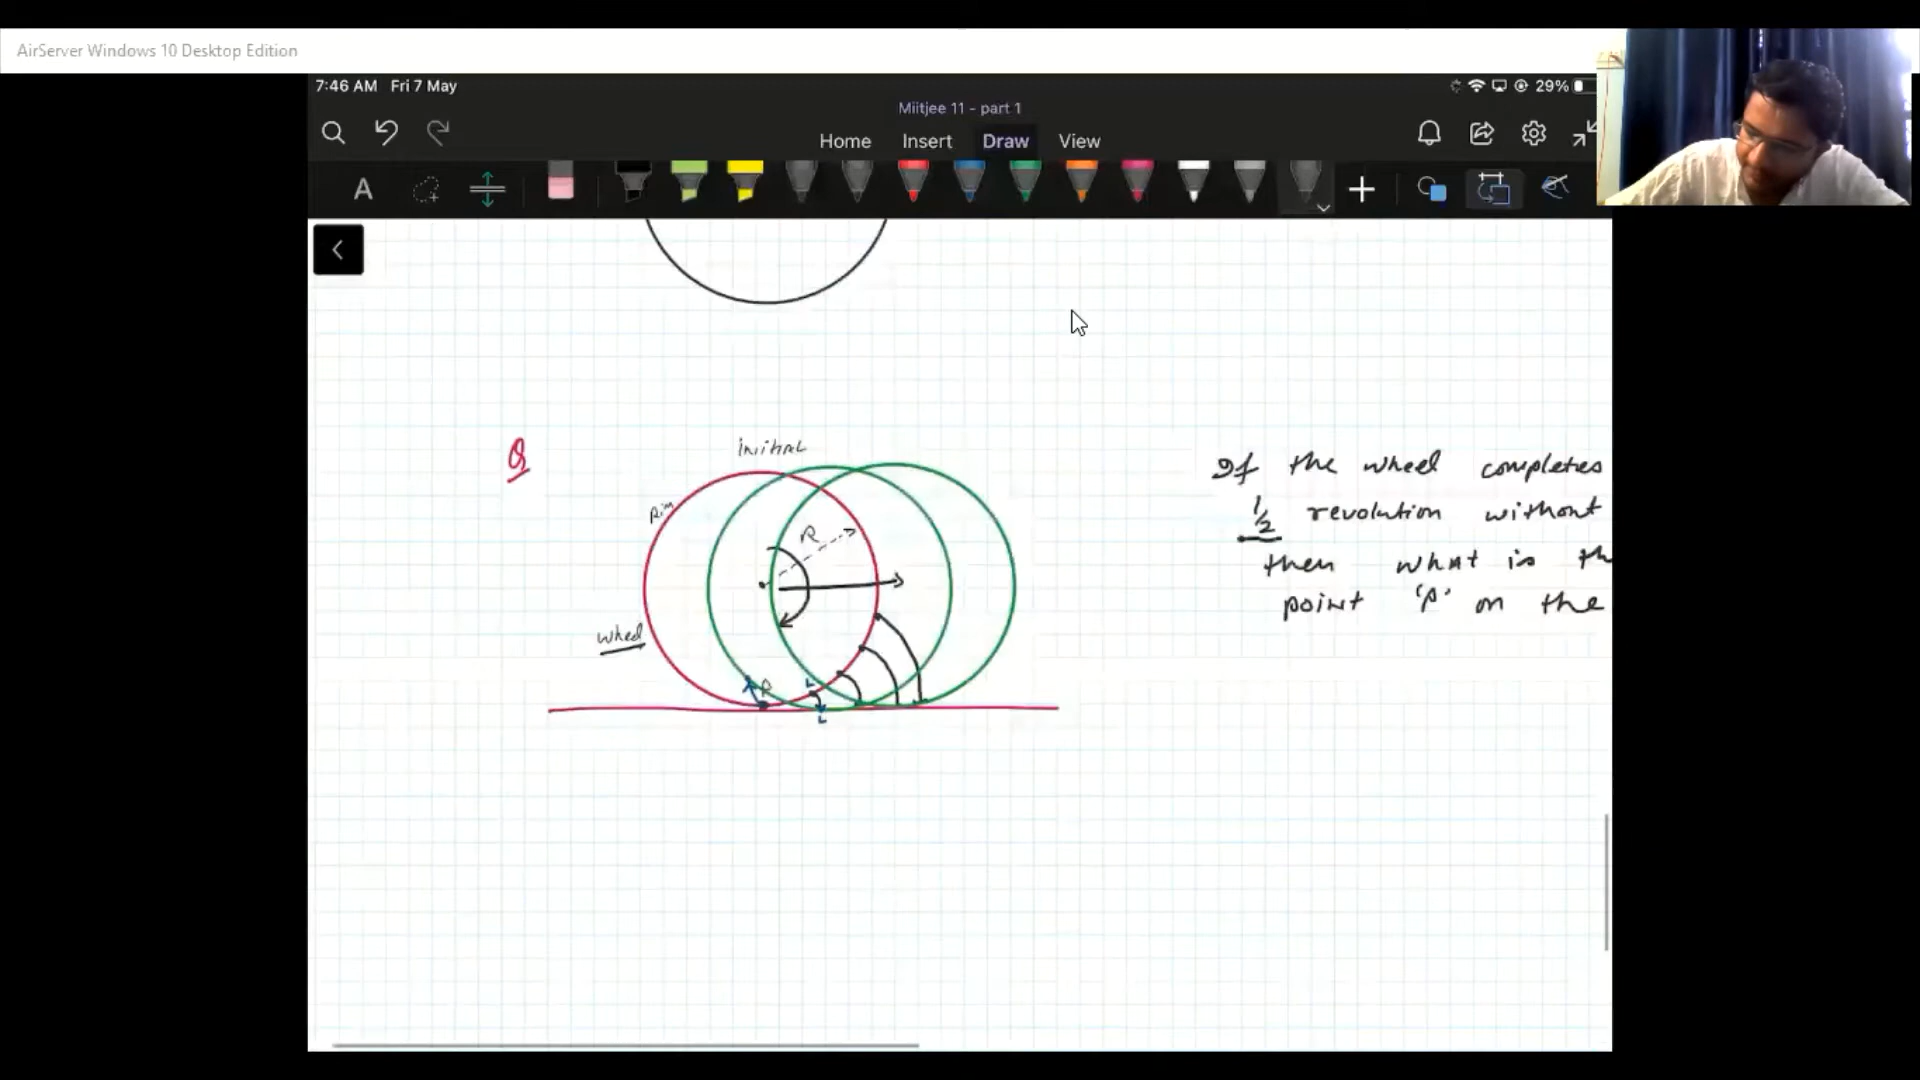 AirServer Windows 10 Desktop Edition
7:46 AM Fri 7 May
29%
Miitjee 11 - part 1
Home Insert Draw View
A
Q
initial
Rim
R
wheel
P
L
L
If the wheel completes
1/2 revolution without
then what is th
point 'P' on the